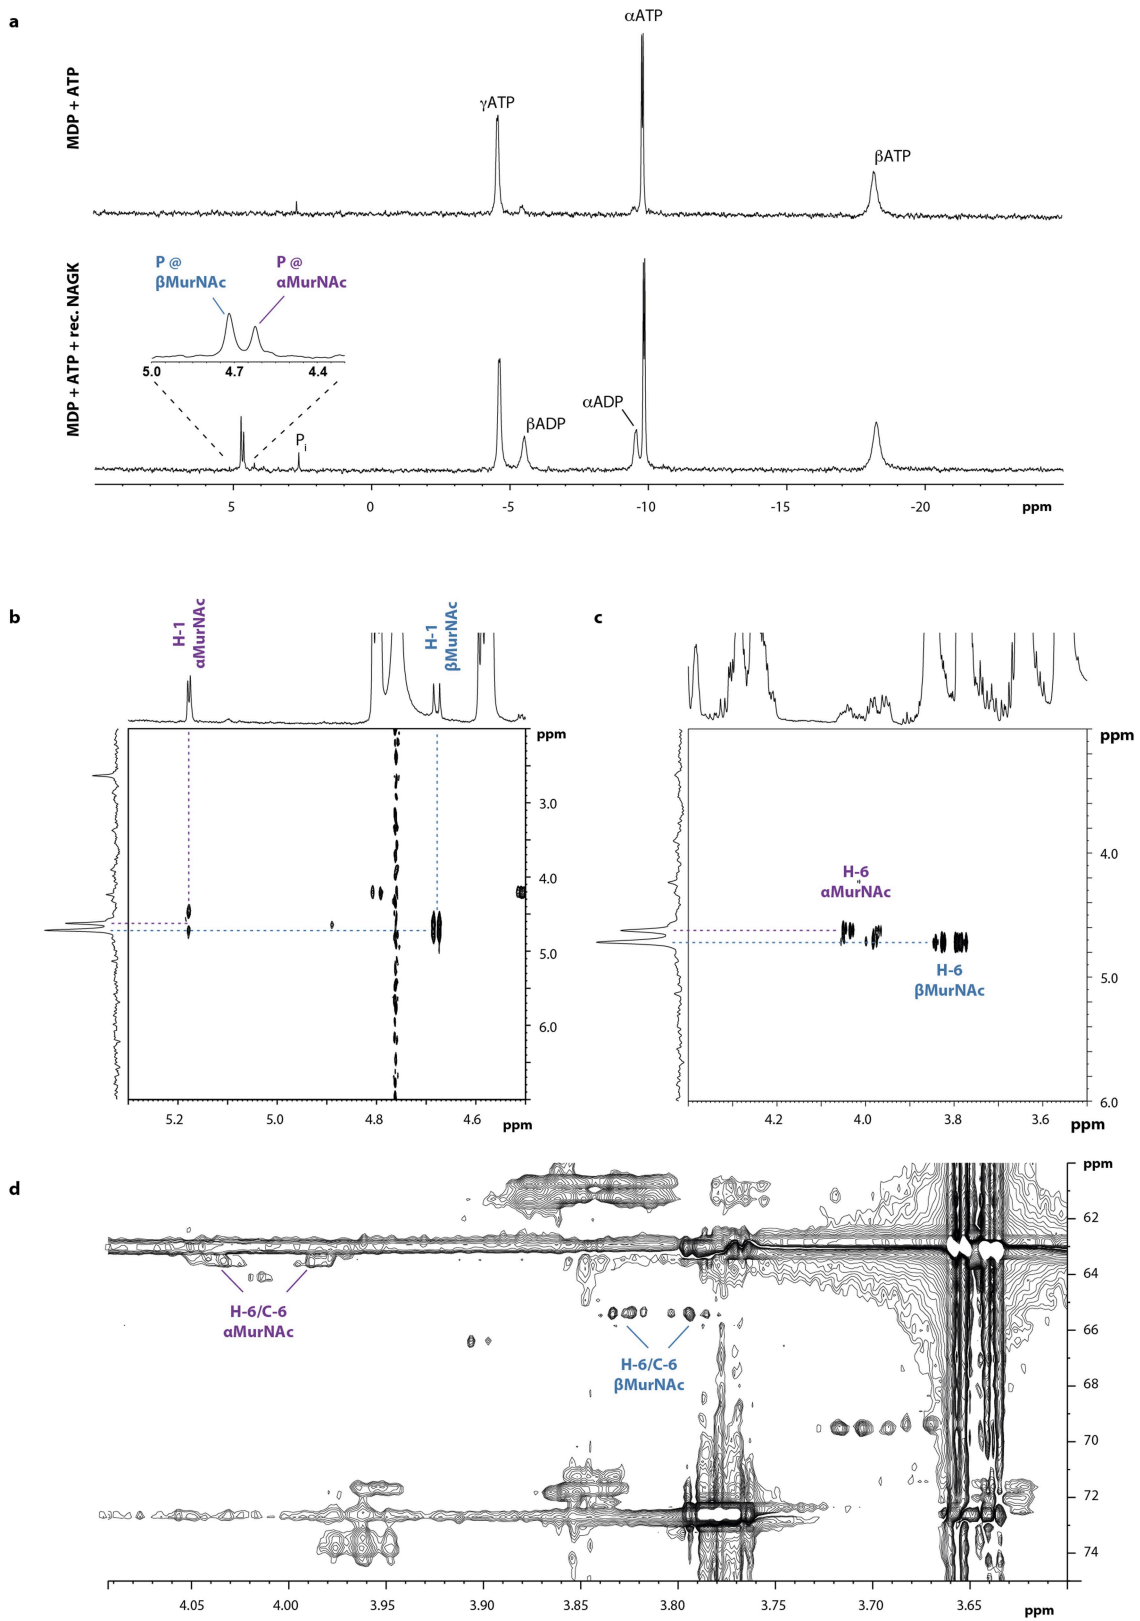 a
MDP + ATP
γATP
αATP
βATP
MDP + ATP + rec. NAGK
P @
βMurNAc
P @
αMurNAc
5.0 4.7 4.4
Pi
βADP
αADP
5 0 -5 -10 -15 -20 ppm
b
H-1
αMurNAc
H-1
βMurNAc
ppm
3.0
4.0
5.0
6.0
5.2 5.0 4.8 4.6
ppm
c
ppm
4.0
H-6
αMurNAc
5.0
H-6
βMurNAc
6.0
4.2 4.0 3.8 3.6
ppm
d
ppm
62
64
H-6/C-6
αMurNAc
66
H-6/C-6
βMurNAc
68
70
72
74
4.05 4.00 3.95 3.90 3.85 3.80 3.75 3.70 3.65 ppm